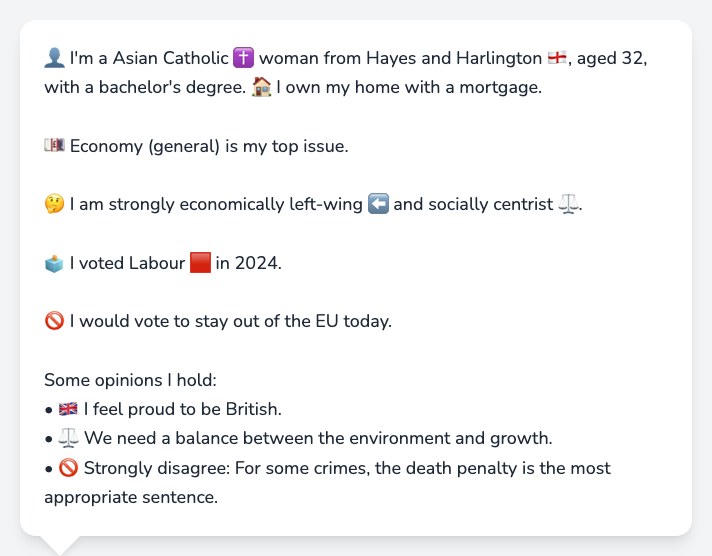 👤 I'm a Asian Catholic ✝️ woman from Hayes and Harlington 🏴󠁧󠁢󠁥󠁮󠁧󠁿, aged 32,
with a bachelor's degree. 🏠 I own my home with a mortgage.
💷 Economy (general) is my top issue.
🤔 I am strongly economically left-wing ⬅️ and socially centrist ⚖️.
🗳️ I voted Labour 🟥 in 2024.
🚫 I would vote to stay out of the EU today.
Some opinions I hold:
• 🇬🇧 I feel proud to be British.
• ⚖️ We need a balance between the environment and growth.
• 🚫 Strongly disagree: For some crimes, the death penalty is the most
appropriate sentence.